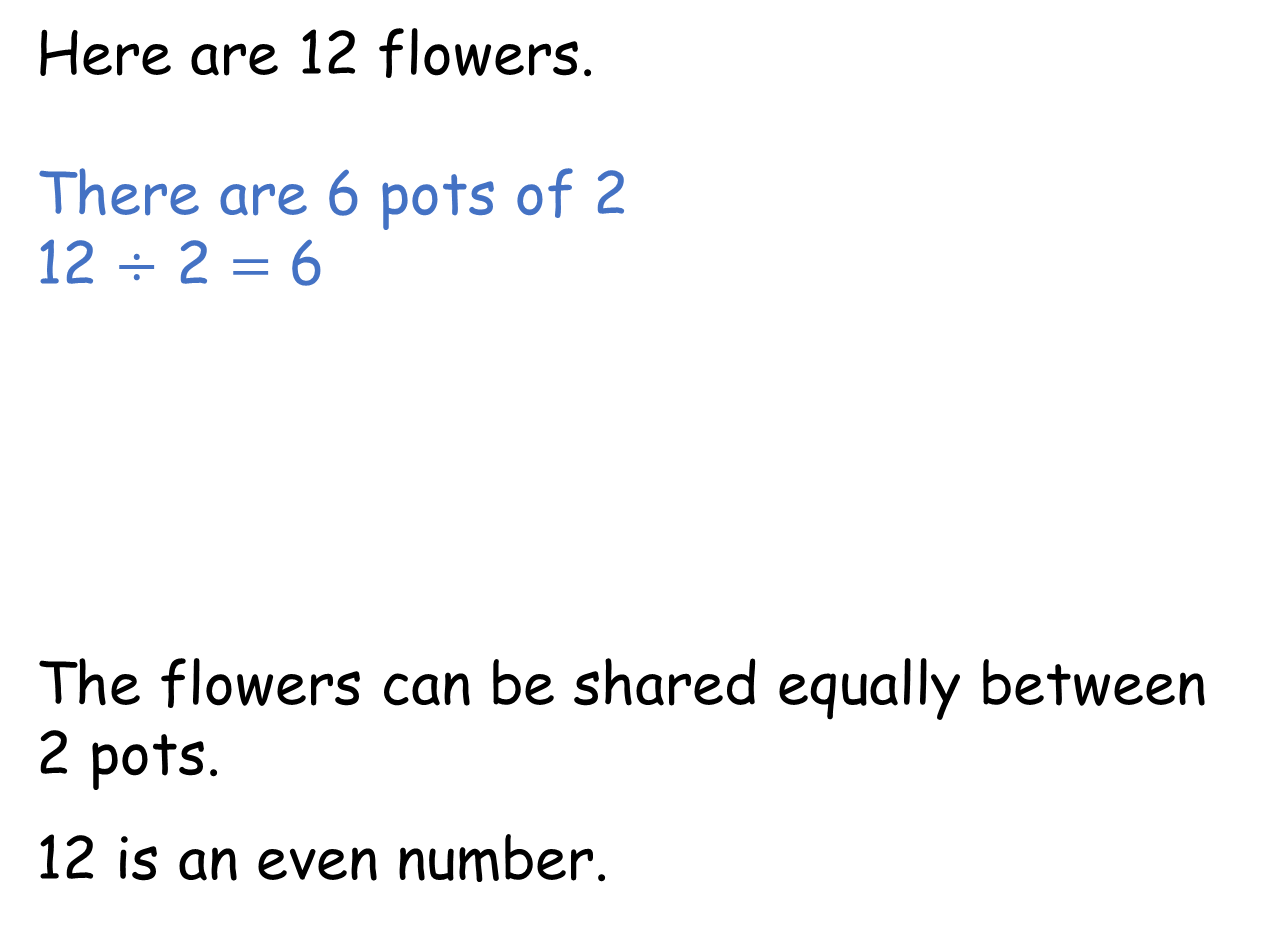 Here are 12 flowers.
There are 6 pots of 2
12 ÷ 2 = 6
The flowers can be shared equally between
2 pots.
12 is an even number.